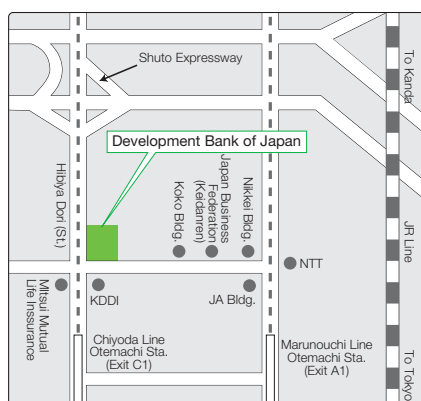 Shuto Expressway
To Kanda
Development Bank of Japan
Hibiya Dori (St.)
Koko Bldg.
Japan Business
Federation
(Keidanren)
Nikkei Bldg.
JR Line
NTT
MItsui Mutual
Life Inssurance
KDDI
JA Bldg.
Chiyoda Line
Otemachi Sta.
(Exit C1)
Marunouchi Line
Otemachi Sta.
(Exit A1)
To Tokyo